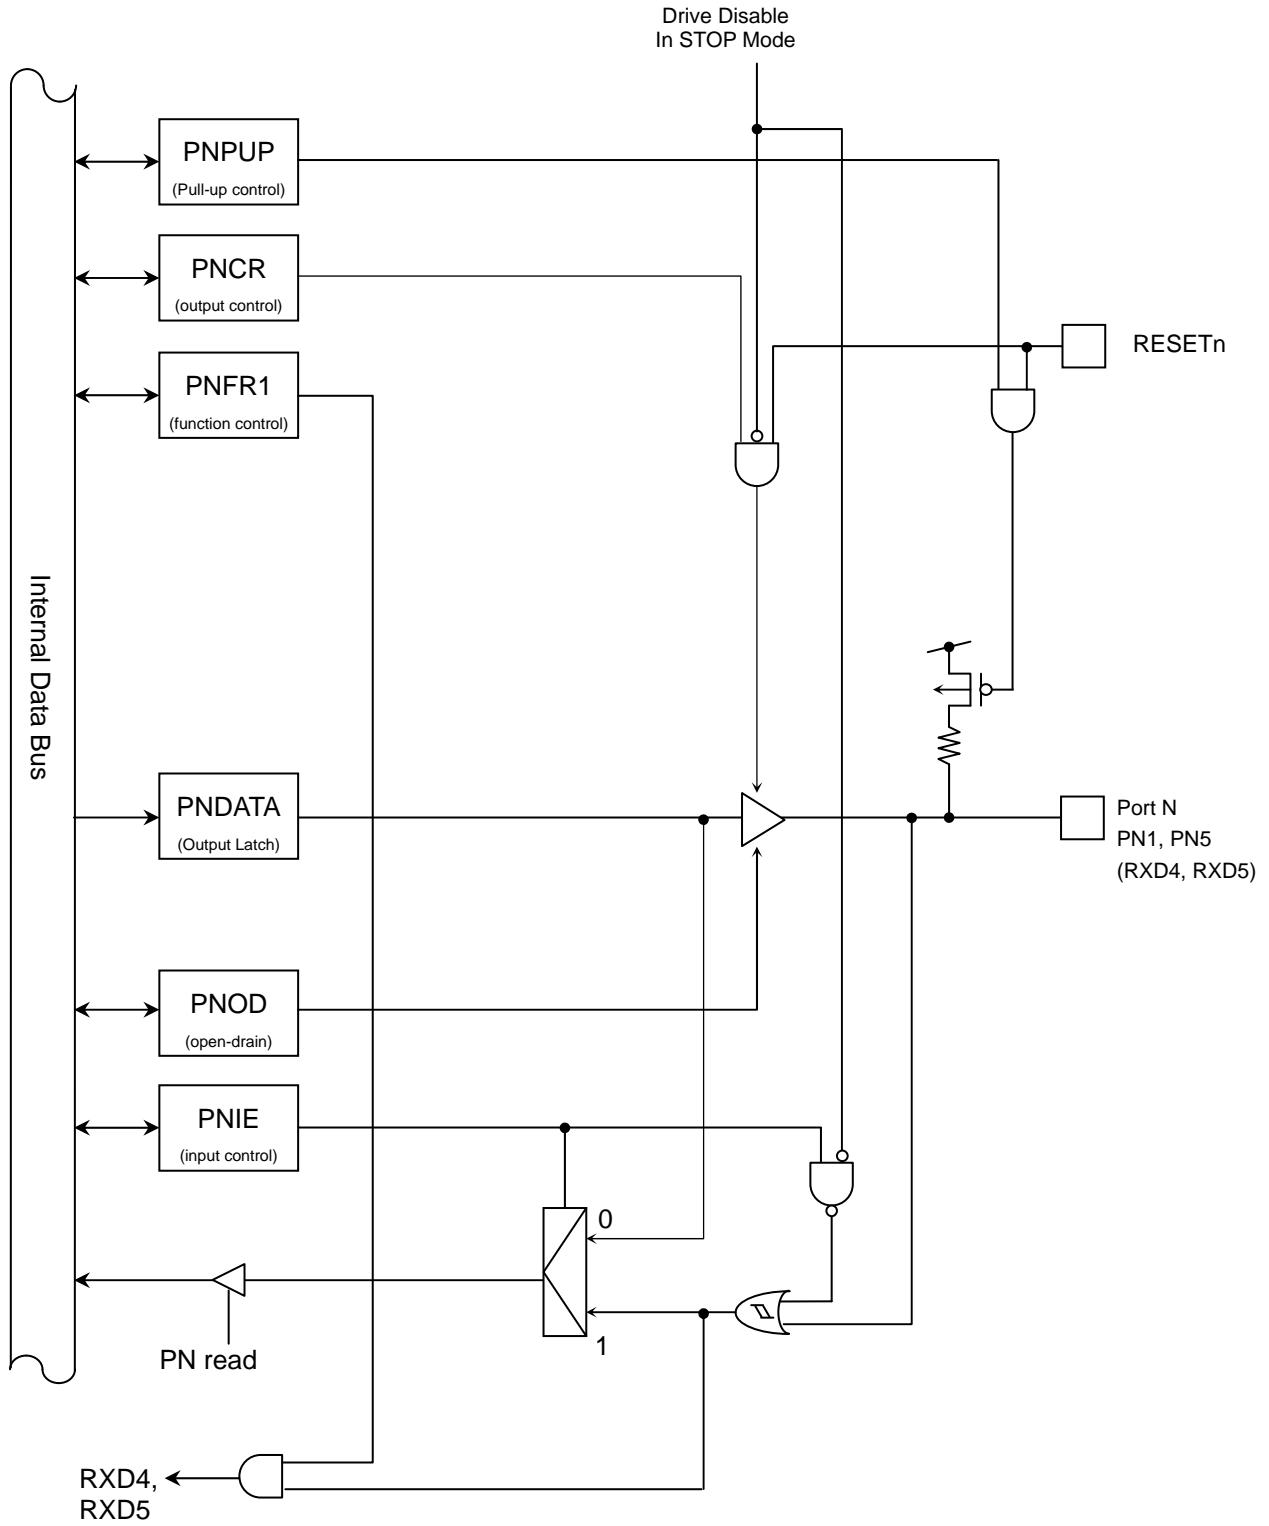 Drive Disable
In STOP Mode
PNPUP
(Pull-up control)
PNCR
(output control)
RESETn
PNFR1
(function control)
Internal Data Bus
PNDATA
(Output Latch)
Port N
PN1, PN5
(RXD4, RXD5)
PNOD
(open-drain)
PNIE
(input control)
0
1
PN read
RXD4,
RXD5